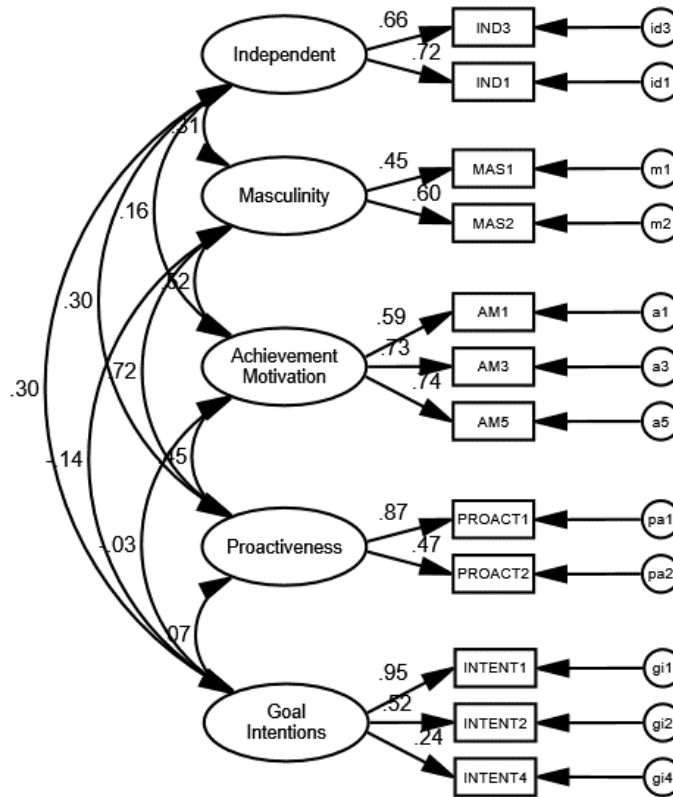 .66
IND3
id3
Independent
.72
IND1
id1
.31
.45
MAS1
m1
.16
Masculinity
.60
MAS2
m2
.52
.30
.59
AM1
a1
Achievement
Motivation
.73
AM3
a3
.72
.74
AM5
a5
.30
.45
-.14
.87
PROACT1
pa1
-.03
Proactiveness
.47
PROACT2
pa2
.07
.95
INTENT1
gi1
Goal
Intentions
.52
INTENT2
gi2
.24
INTENT4
gi4